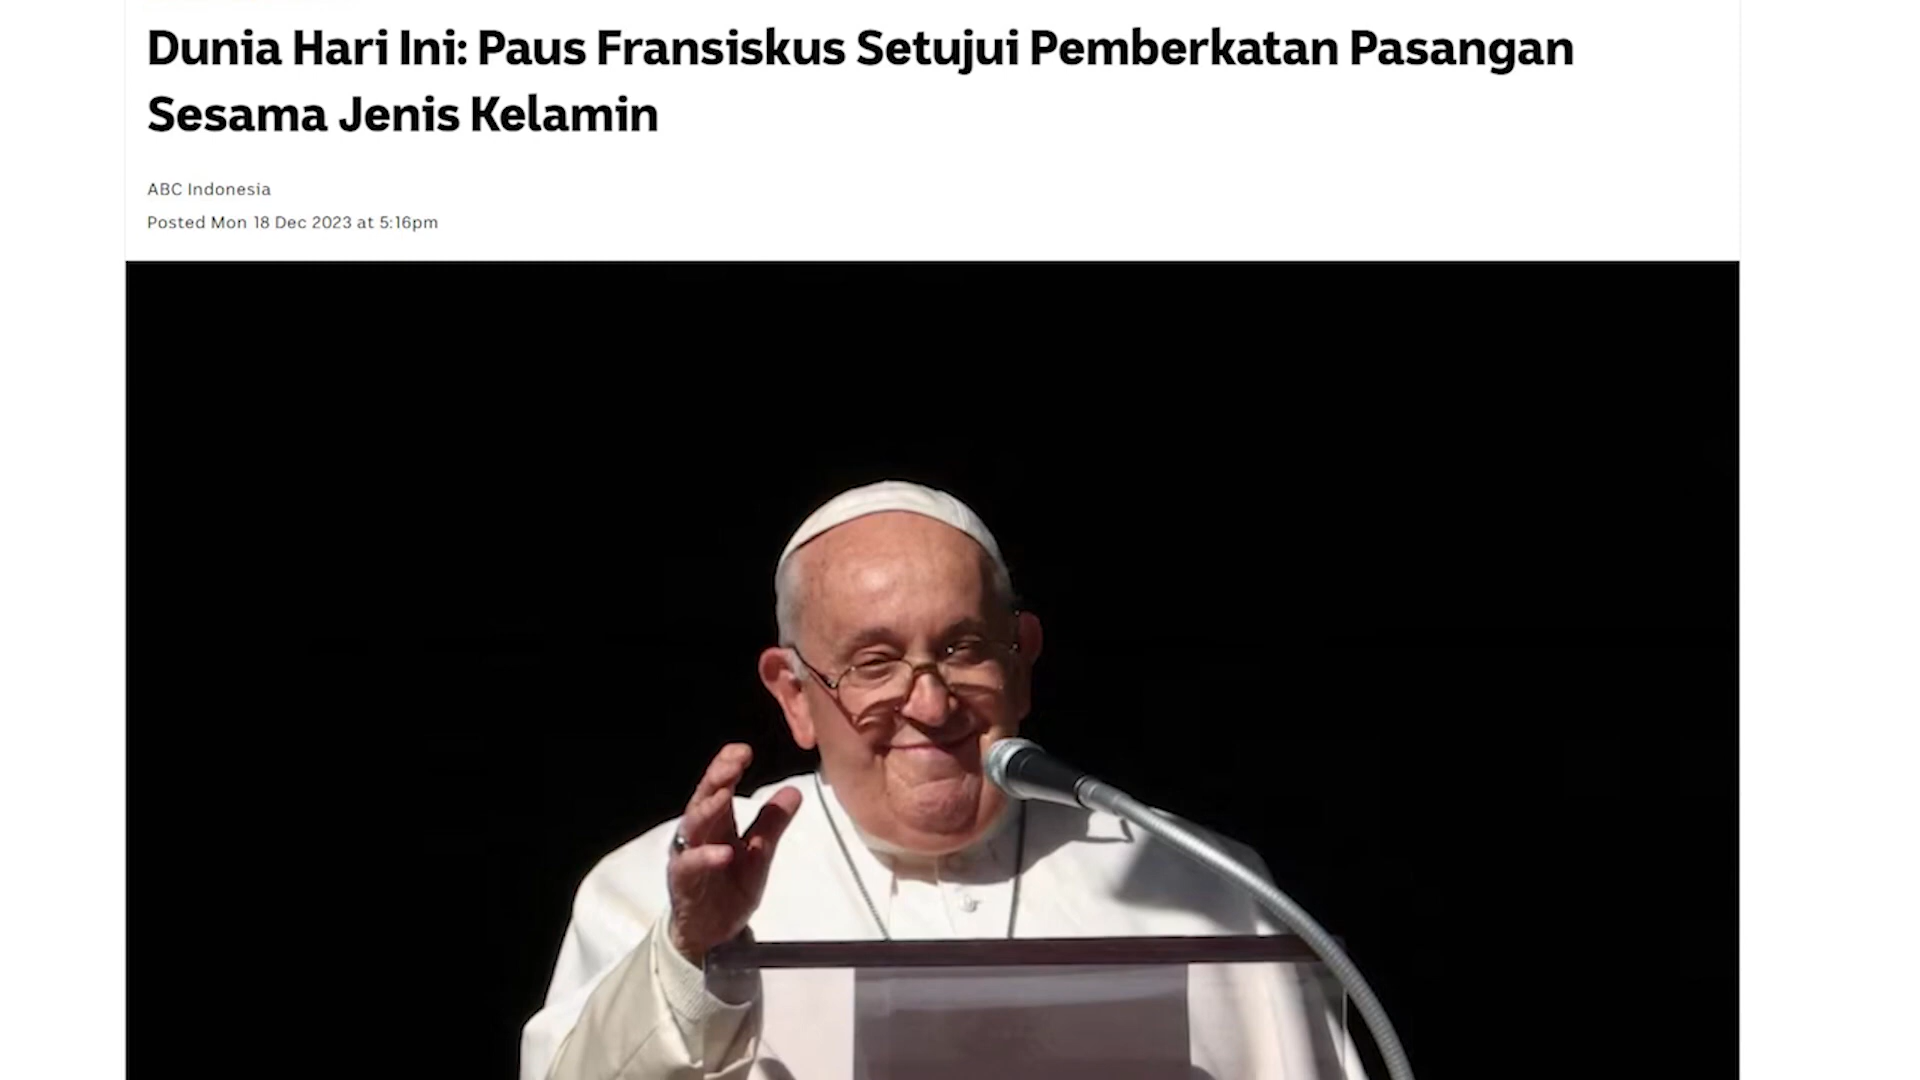 Dunia Hari Ini: Paus Fransiskus Setujui Pemberkatan Pasangan
Sesama Jenis Kelamin
ABC Indonesia
Posted Mon 18 Dec 2023 at 5:16pm